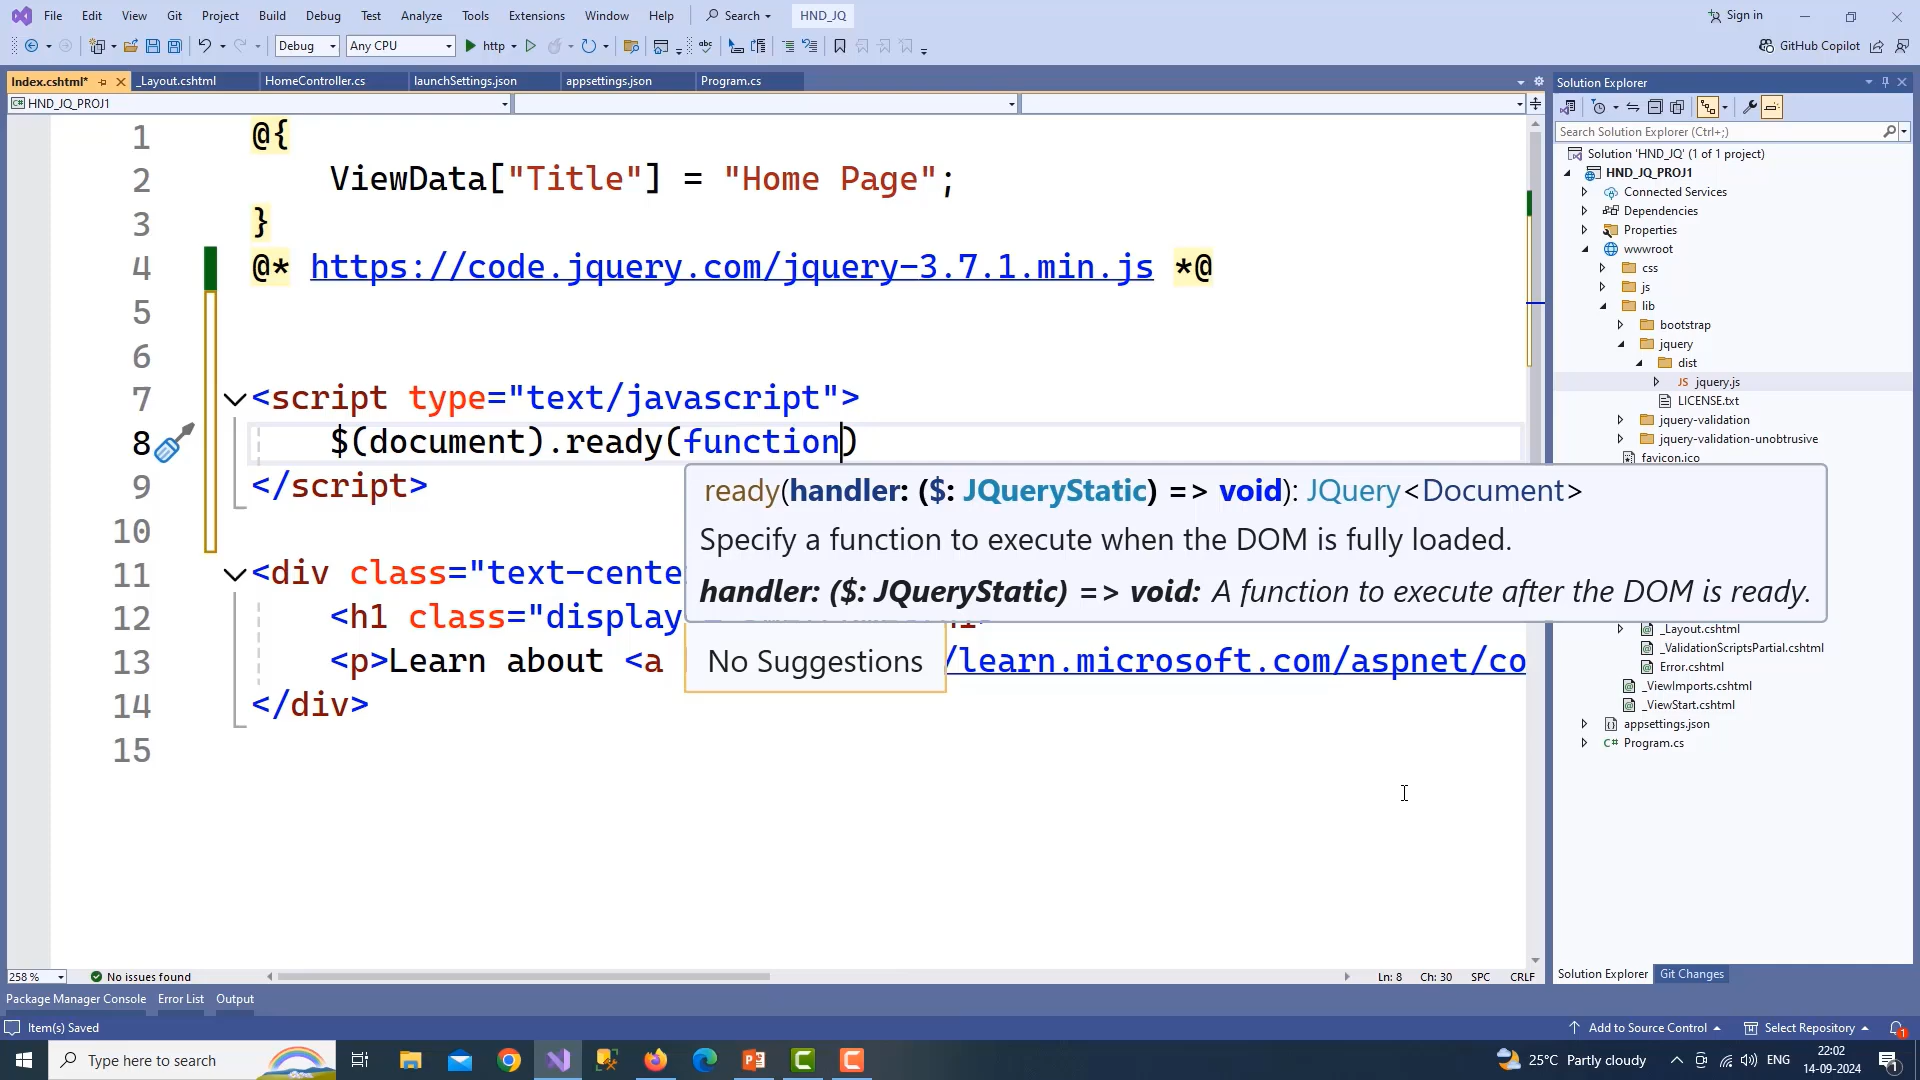 File Edit View Git Project Build Debug Test Analyze Tools Extensions Window Help Search HND_JQ Sign in
Debug Any CPU http GitHub Copilot
Index.cshtml* _Layout.cshtml HomeController.cs launchSettings.json appsettings.json Program.cs
HND_JQ_PROJ1
1 @{
2 ViewData["Title"] = "Home Page";
3 }
4 @* https://code.jquery.com/jquery-3.7.1.min.js *@
5
6
7 <script type="text/javascript">
8 $(document).ready(function)
9 </script>
10
11 <div class="text-cente
12 <h1 class="display
13 <p>Learn about <a /learn.microsoft.com/aspnet/co
14 </div>
15
ready(handler: ($: JQueryStatic) => void): JQuery<Document>
Specify a function to execute when the DOM is fully loaded.
handler: ($: JQueryStatic) => void: A function to execute after the DOM is ready.
No Suggestions
258 % No issues found Ln: 8 Ch: 30 SPC CRLF
Solution Explorer
Search Solution Explorer (Ctrl+;)
Solution 'HND_JQ' (1 of 1 project)
HND_JQ_PROJ1
Connected Services
Dependencies
Properties
wwwroot
css
js
lib
bootstrap
jquery
dist
JS jquery.js
LICENSE.txt
jquery-validation
jquery-validation-unobtrusive
favicon.ico
_Layout.cshtml
_ValidationScriptsPartial.cshtml
Error.cshtml
_ViewImports.cshtml
_ViewStart.cshtml
appsettings.json
C# Program.cs
Solution Explorer Git Changes
Package Manager Console Error List Output
Item(s) Saved Add to Source Control Select Repository 1
Type here to search 25°C Partly cloudy ENG 22:02
14-09-2024 1